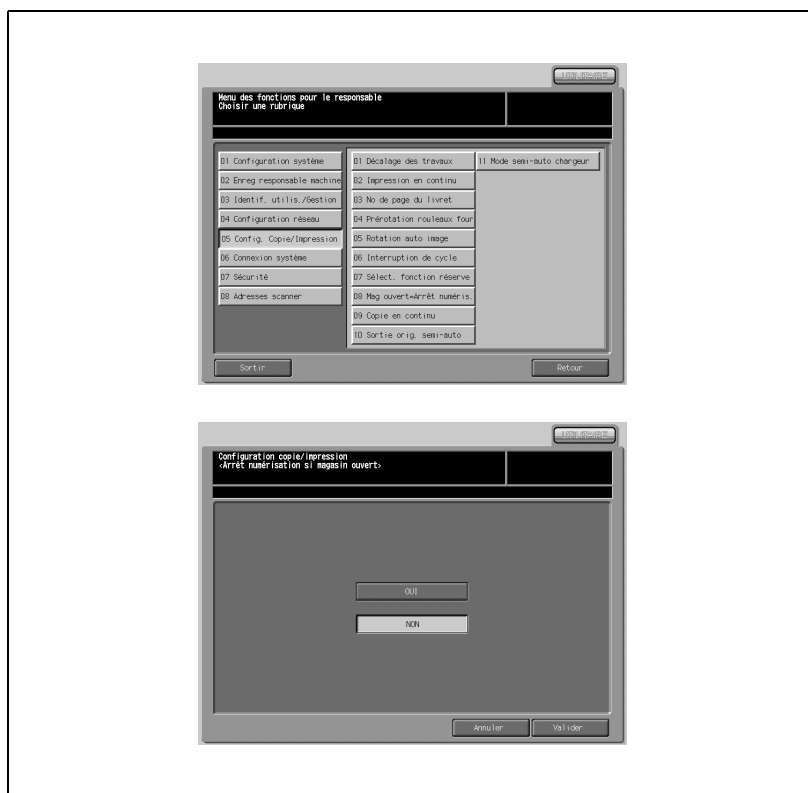 UTILITAIRE
Menu des fonctions pour le responsable
Choisir une rubrique
01 Configuration système
02 Enreg responsable machine
03 Identif. utilis./Gestion
04 Configuration réseau
05 Config. Copie/Impression
06 Connexion système
07 Sécurité
08 Adresses scanner
01 Décalage des travaux
02 Impression en continu
03 No de page du livret
04 Prérotation rouleaux four
05 Rotation auto image
06 Interruption de cycle
07 Sélect. fonction réserve
08 Mag ouvert=Arrêt numéris.
09 Copie en continu
10 Sortie orig. semi-auto
11 Mode semi-auto chargeur
Sortir
Retour
UTILITAIRE
Configuration copie/impression
<Arrêt numérisation si magasin ouvert>
OUI
NON
Annuler
Valider